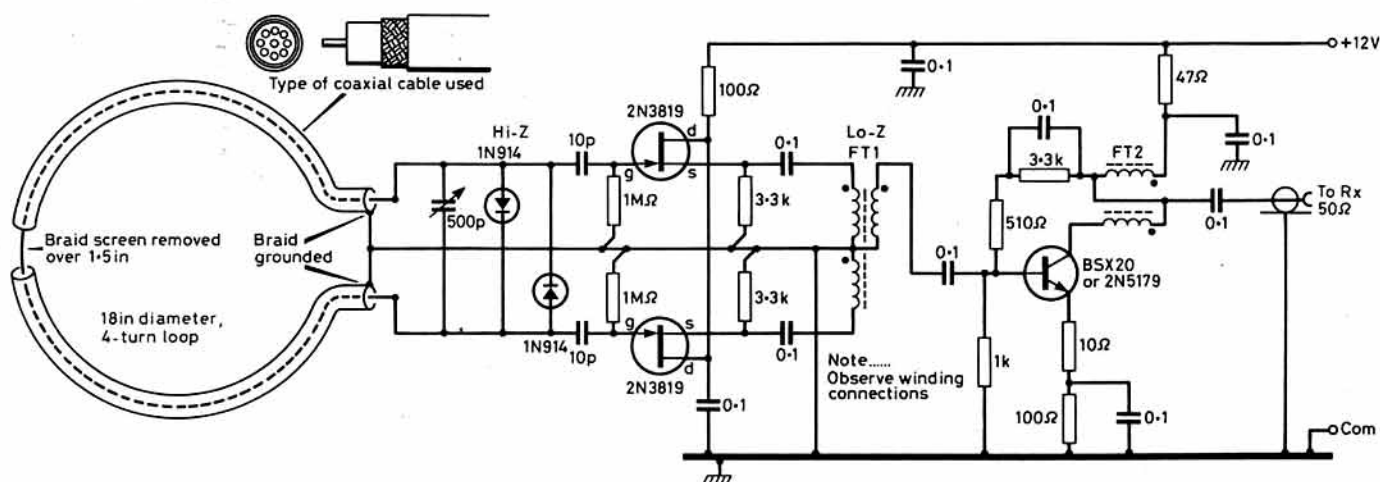 Type of coaxial cable used
Braid screen removed
over 1·5in
Braid
grounded
18in diameter,
4-turn loop
Hi-Z
1N914
500p
1N914
10p
10p
2N3819
g
d
s
1MΩ
1MΩ
g
s
d
2N3819
100Ω
0·1
3·3k
3·3k
0·1
0·1
Lo-Z
FT1
Note......
Observe winding
connections
0·1
+12V
47Ω
0·1
0·1
3·3k
FT2
510Ω
0·1
0·1
To Rx
50Ω
BSX20
or 2N5179
1k
10Ω
100Ω
0·1
Com